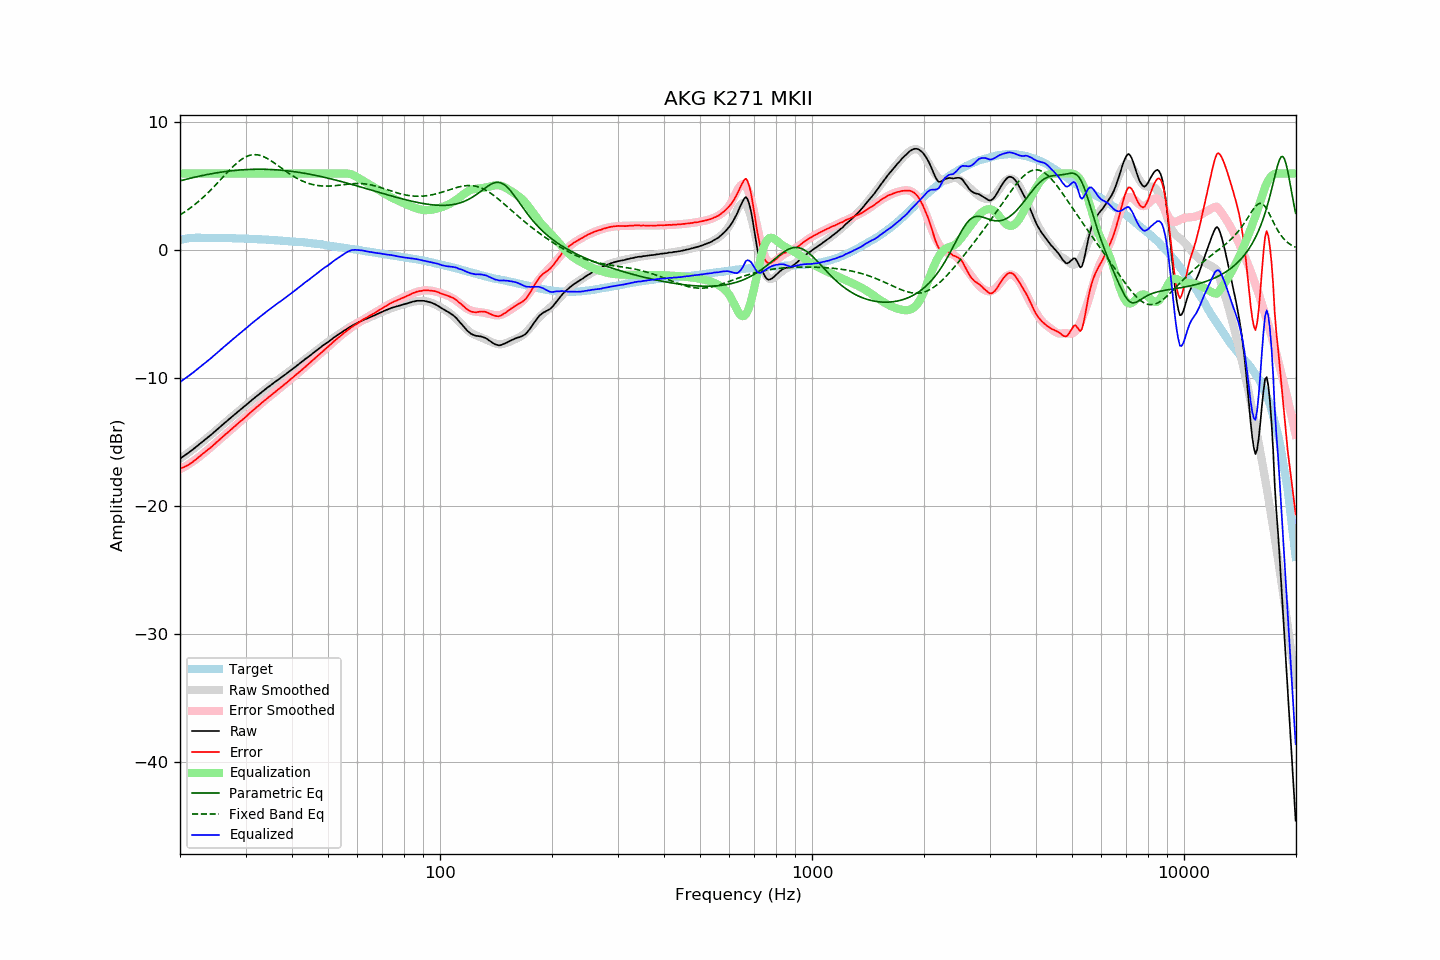 AKG K271 MKII
10
0
−10
−20
−30
−40
Amplitude (dBr)
Target
Raw Smoothed
Error Smoothed
Raw
Error
Equalization
Parametric Eq
Fixed Band Eq
Equalized
100
1000
10000
Frequency (Hz)